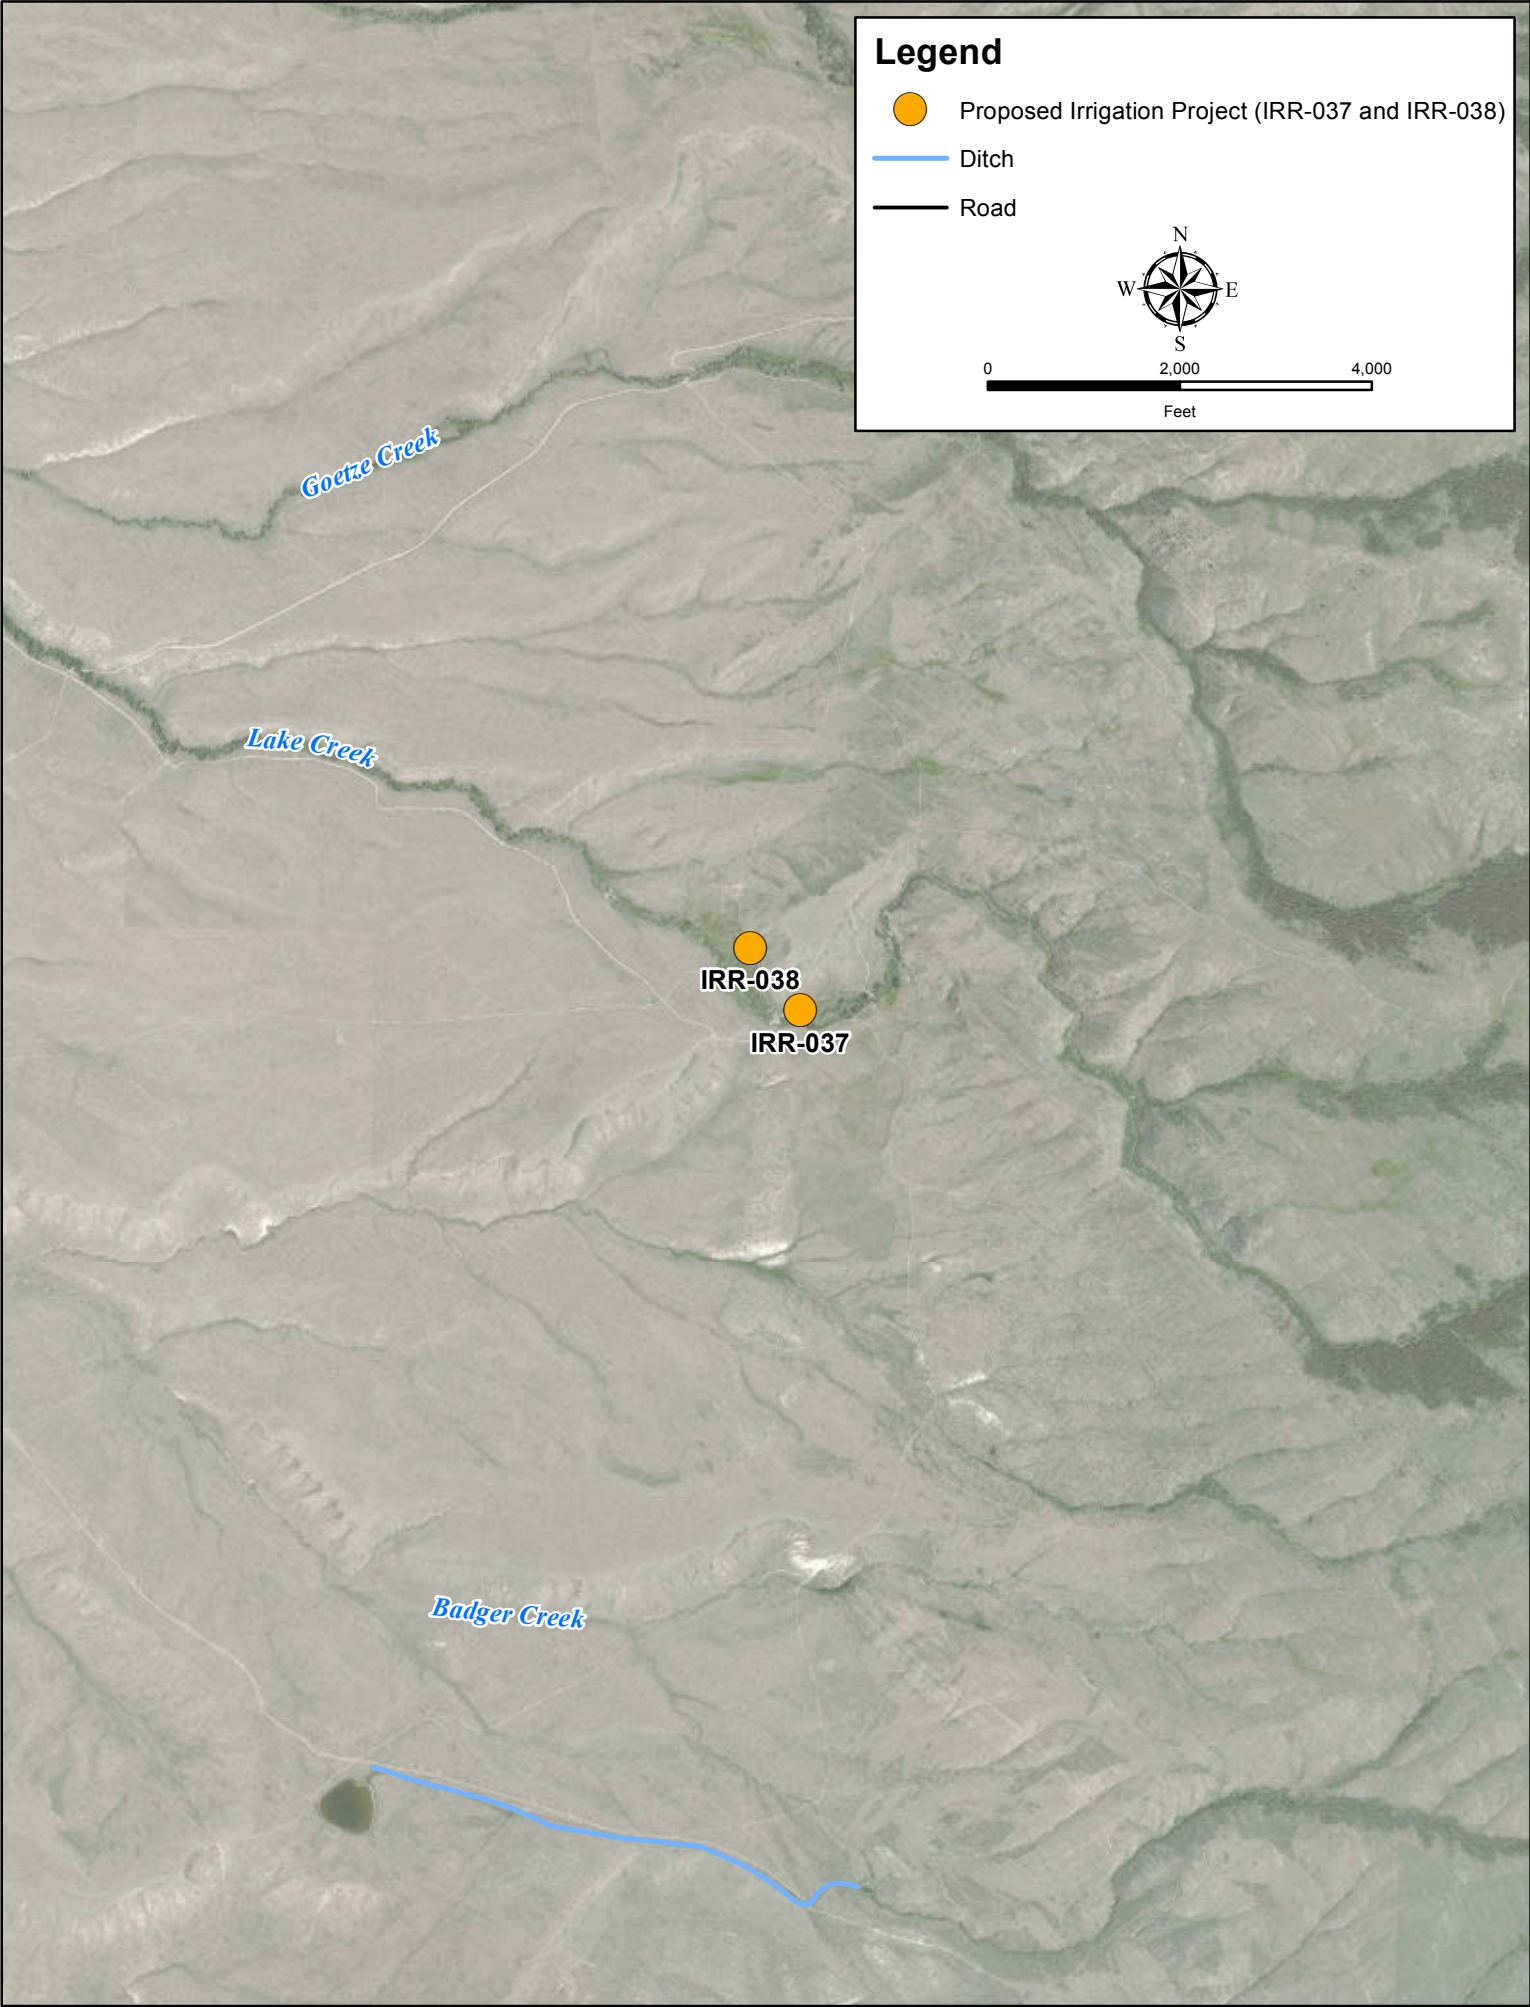 Legend
Proposed Irrigation Project (IRR-037 and IRR-038)
Ditch
Road
N
W E
S
0 2,000 4,000
Feet
Goetze Creek
Lake Creek
IRR-038
IRR-037
Badger Creek